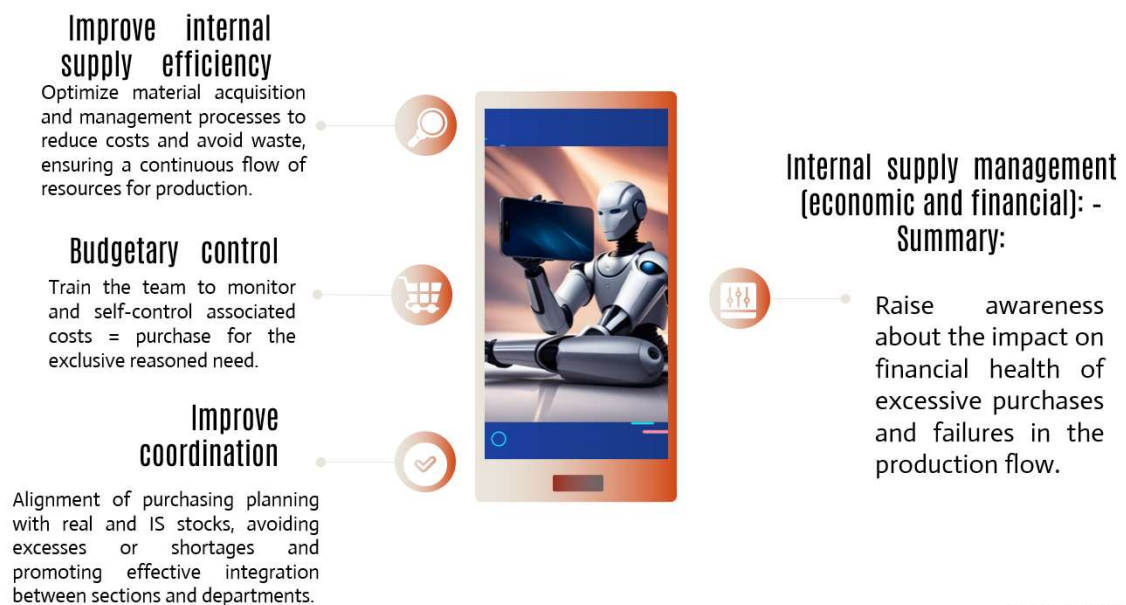 Improve internal
supply efficiency
Optimize material acquisition
and management processes to
reduce costs and avoid waste,
ensuring a continuous flow of
resources for production.
Budgetary control
Train the team to monitor
and self-control associated
costs = purchase for the
exclusive reasoned need.
Improve
coordination
Alignment of purchasing planning
with real and IS stocks, avoiding
excesses or shortages and
promoting effective integration
between sections and departments.
Internal supply management
(economic and financial): -
Summary:
Raise awareness
about the impact on
financial health of
excessive purchases
and failures in the
production flow.